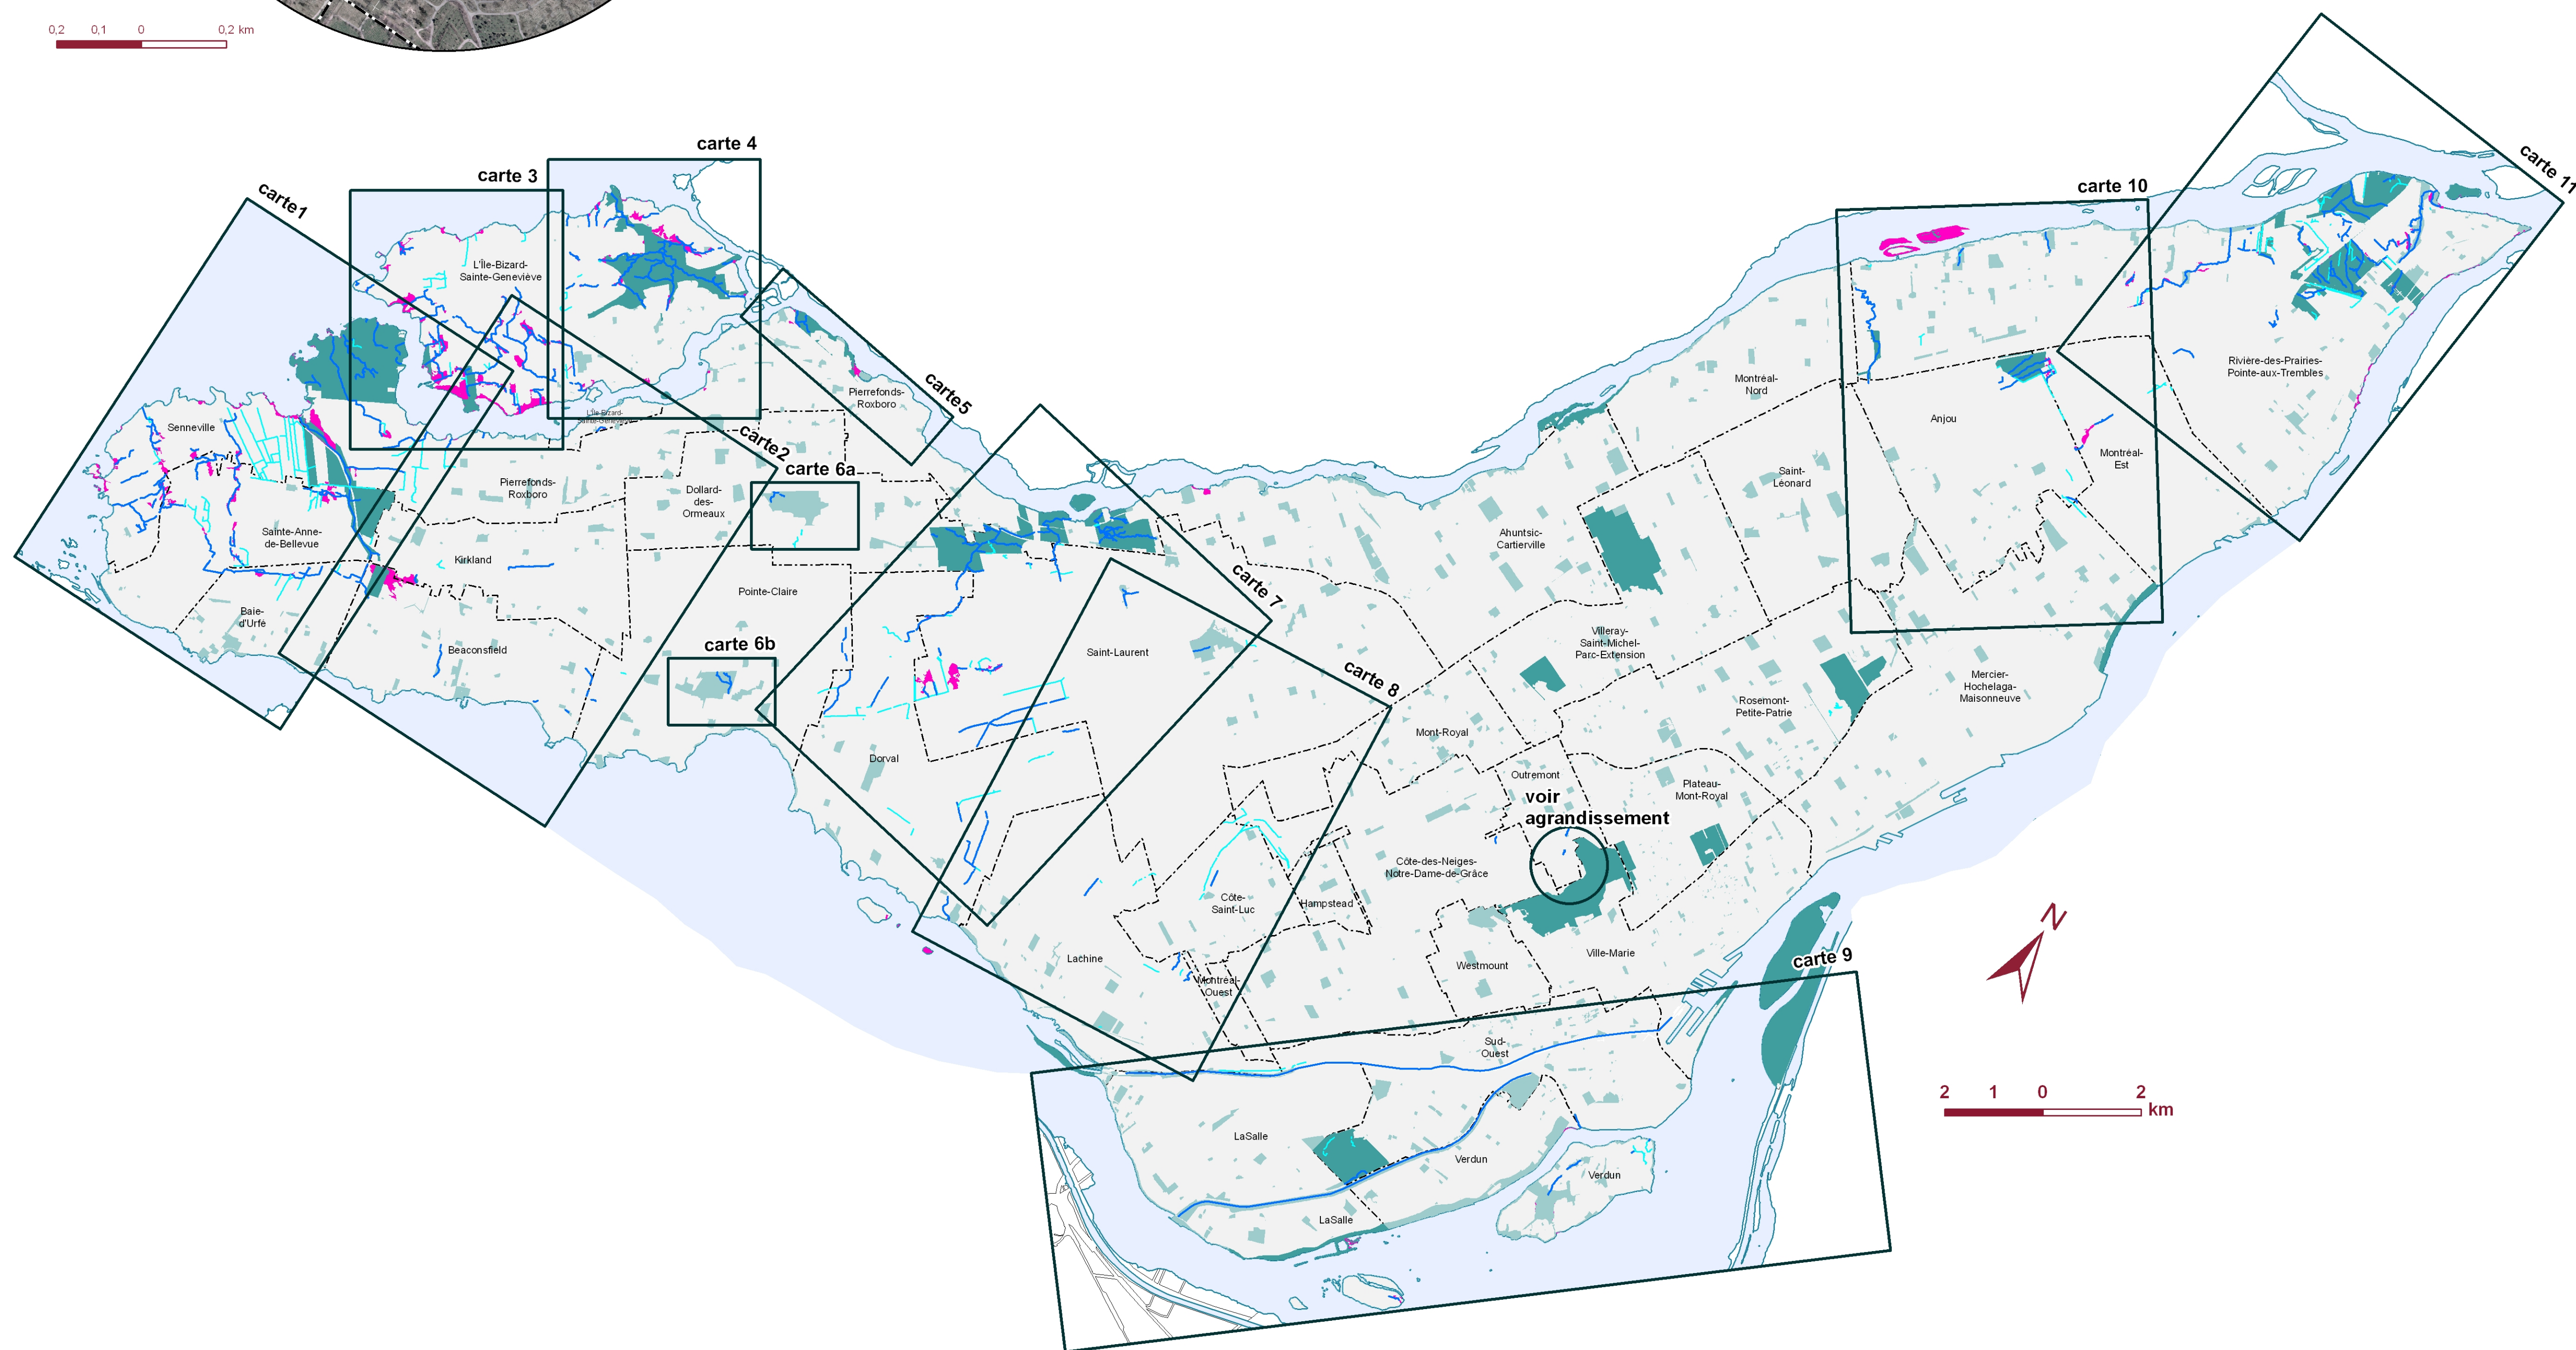 0,2 0,1 0 0,2 km
carte 4
carte 3
carte1
carte 10
carte 11
L'Île-Bizard-
Sainte-Geneviève
Senneville
L'Île-Bizard-
Sainte-Geneviève
Pierrefonds-
Roxboro
carte5
carte2
carte 6a
Pierrefonds-
Roxboro
Dollard-
des-
Ormeaux
Sainte-Anne-
de-Bellevue
Kirkland
Baie-
d'Urfé
Beaconsfield
Pointe-Claire
carte 6b
Saint-Laurent
carte 7
carte 8
Dorval
Ahuntsic-
Cartierville
Montréal-
Nord
Saint-
Léonard
Anjou
Montréal-
Est
Rivière-des-Prairies-
Pointe-aux-Trembles
Villeray-
Saint-Michel-
Parc-Extension
Rosemont-
Petite-Patrie
Mercier-
Hochelaga-
Maisonneuve
Mont-Royal
Outremont
Plateau-
Mont-Royal
voir
agrandissement
Côte-des-Neiges-
Notre-Dame-de-Grâce
Côte-
Saint-Luc
Hampstead
Lachine
Montréal-
Ouest
Westmount
Ville-Marie
carte 9
N
Sud-
Ouest
LaSalle
Verdun
Verdun
LaSalle
2 1 0 2
km